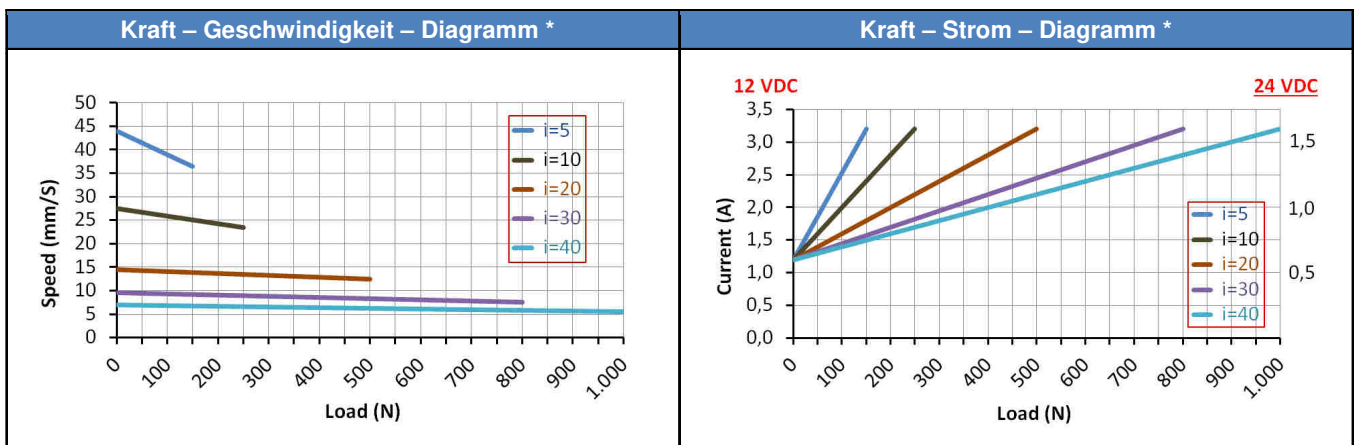 Kraft – Geschwindigkeit – Diagramm *
Speed (mm/S)
50
45
40
35
30
25
20
15
10
5
0
i=5
i=10
i=20
i=30
i=40
0
100
200
300
400
500
600
700
800
900
1.000
Load (N)
Kraft – Strom – Diagramm *
12 VDC
24 VDC
Current (A)
3,5
3,0
2,5
2,0
1,5
1,0
0,5
0,0
1,5
1,0
0,5
i=5
i=10
i=20
i=30
i=40
0
100
200
300
400
500
600
700
800
900
1.000
Load (N)